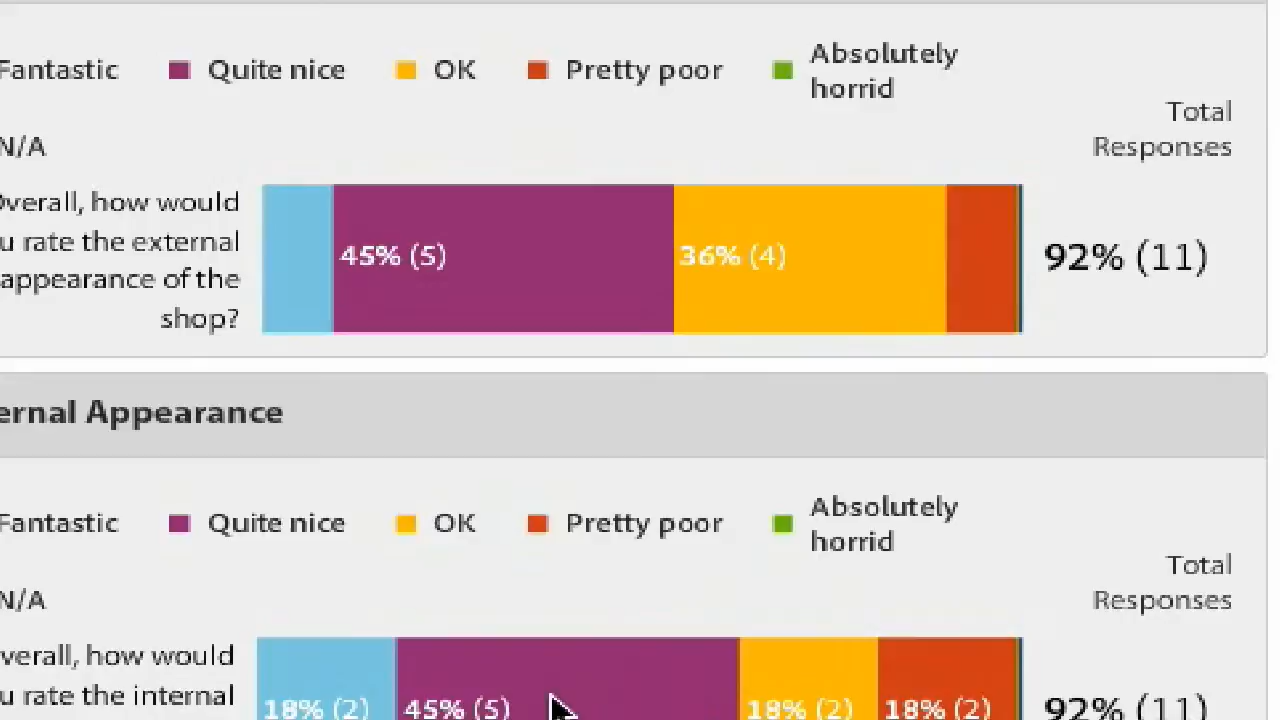 Fantastic Quite nice OK Pretty poor Absolutely horrid
N/A
Total
Responses
Overall, how would
u rate the external
appearance of the
shop?
45% (5) 36% (4) 92% (11)
ernal Appearance
Fantastic Quite nice OK Pretty poor Absolutely horrid
N/A
Total
Responses
verall, how would
u rate the internal
18% (2) 45% (5) 18% (2) 18% (2) 92% (11)